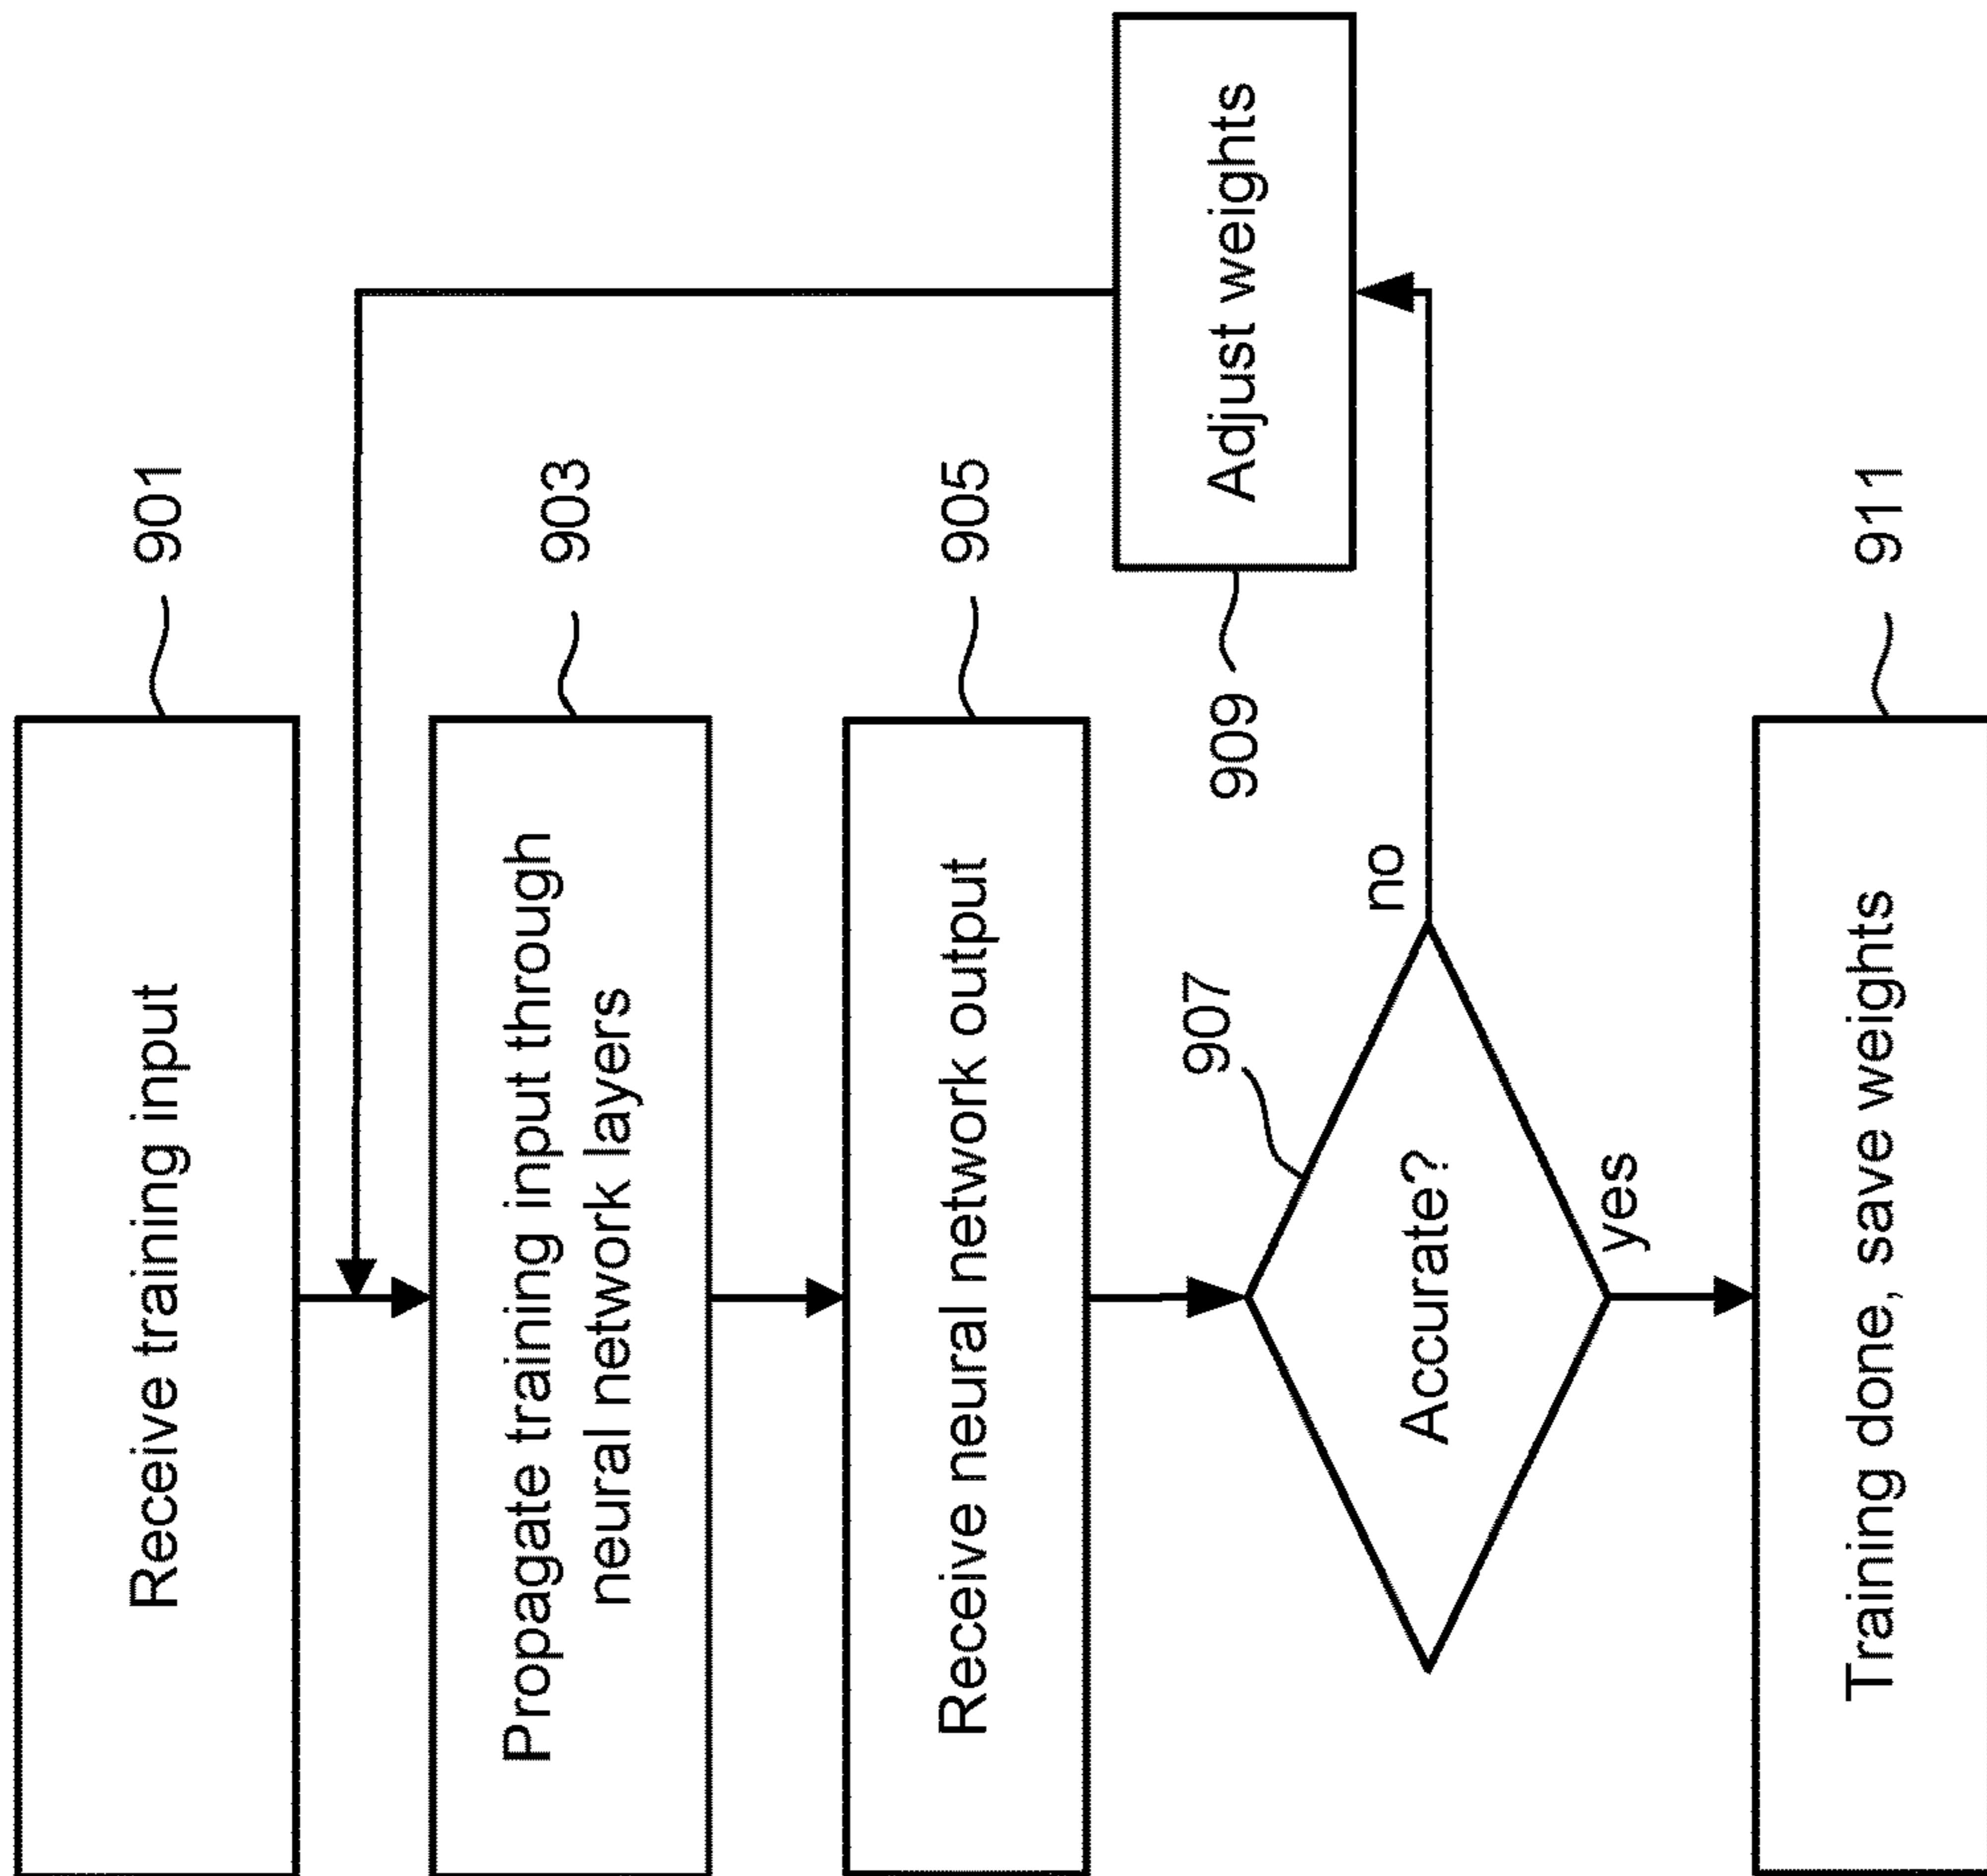 Receive training input
901
Propagate training input through
neural network layers
903
Receive neural network output
905
Accurate?
907
no
yes
Adjust weights
909
Training done, save weights
911